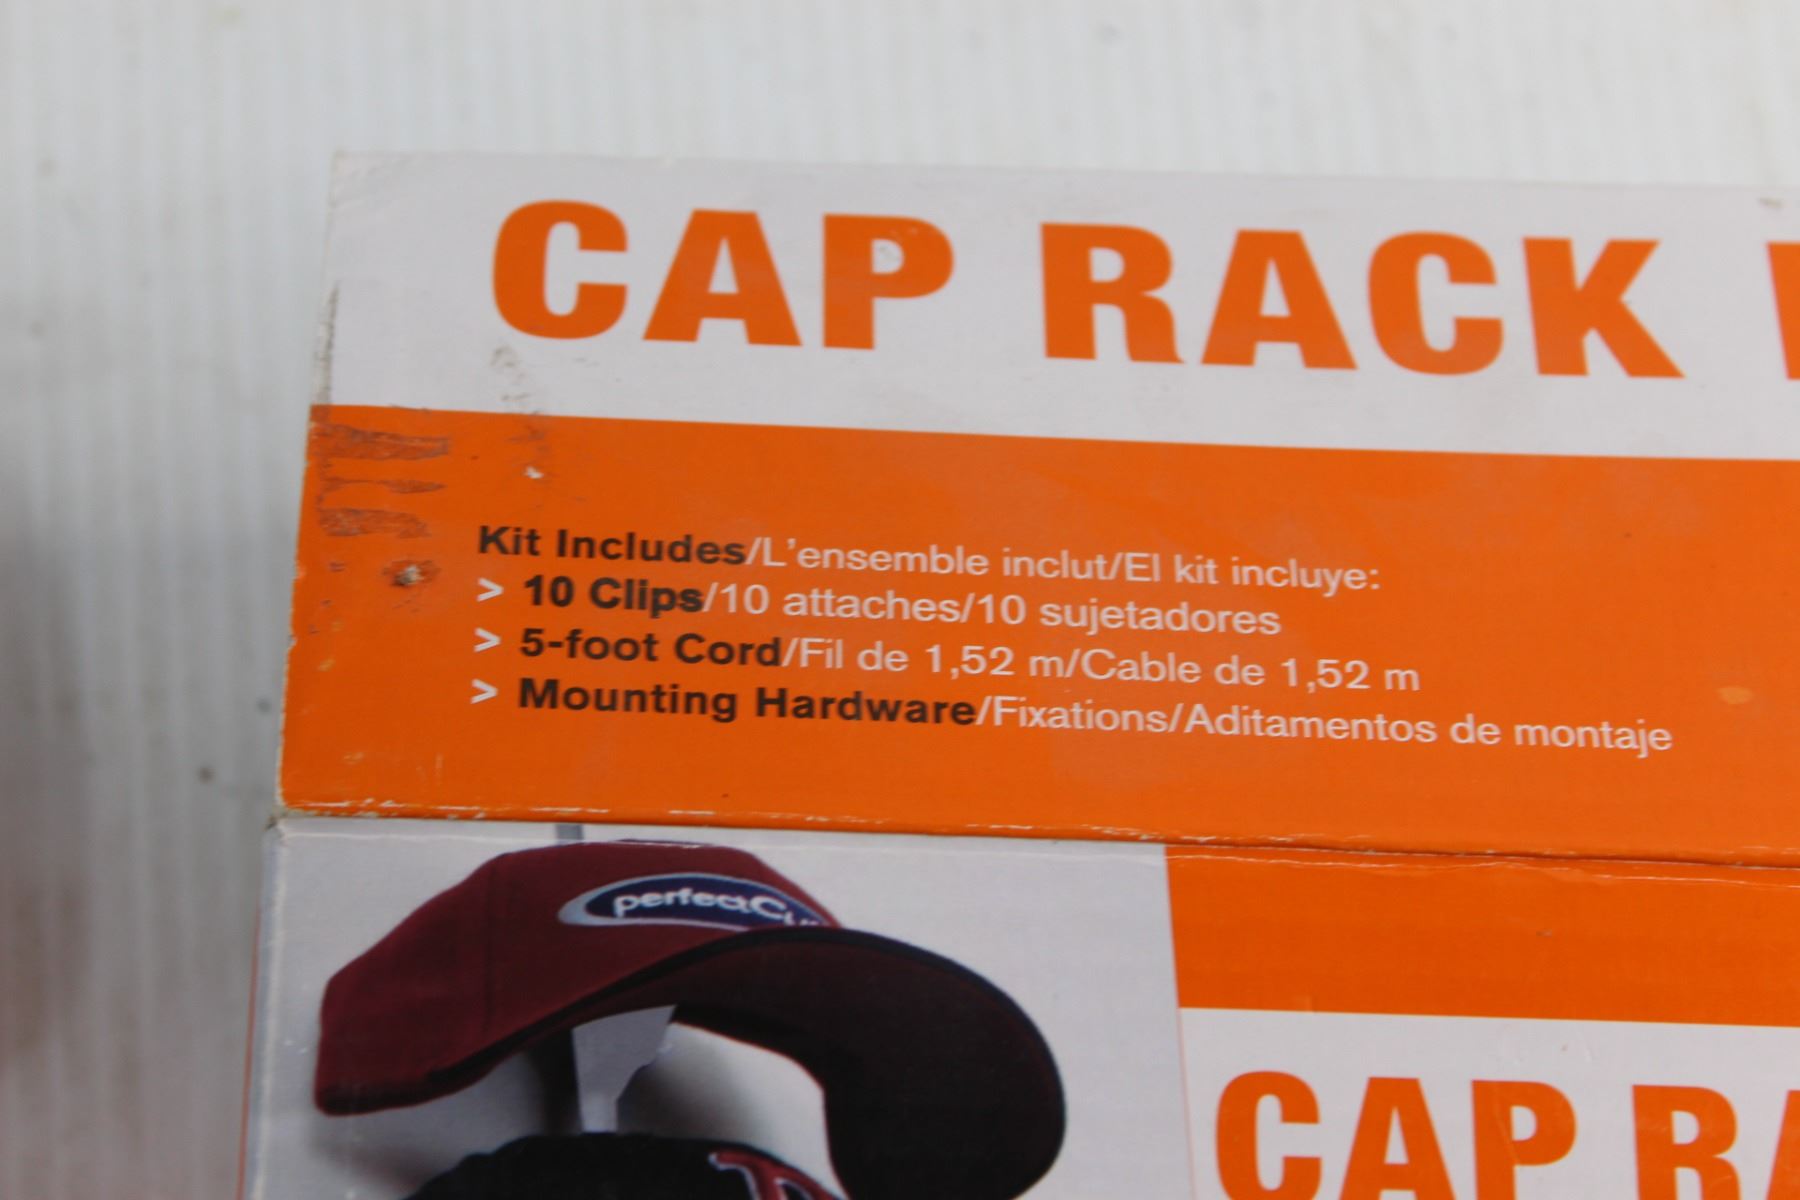 CAP RACK
Kit Includes/L'ensemble inclut/El kit incluye:
> 10 Clips/10 attaches/10 sujetadores
> 5-foot Cord/Fil de 1,52 m/Cable de 1,52 m
> Mounting Hardware/Fixations/Aditamentos de montaje
CAP